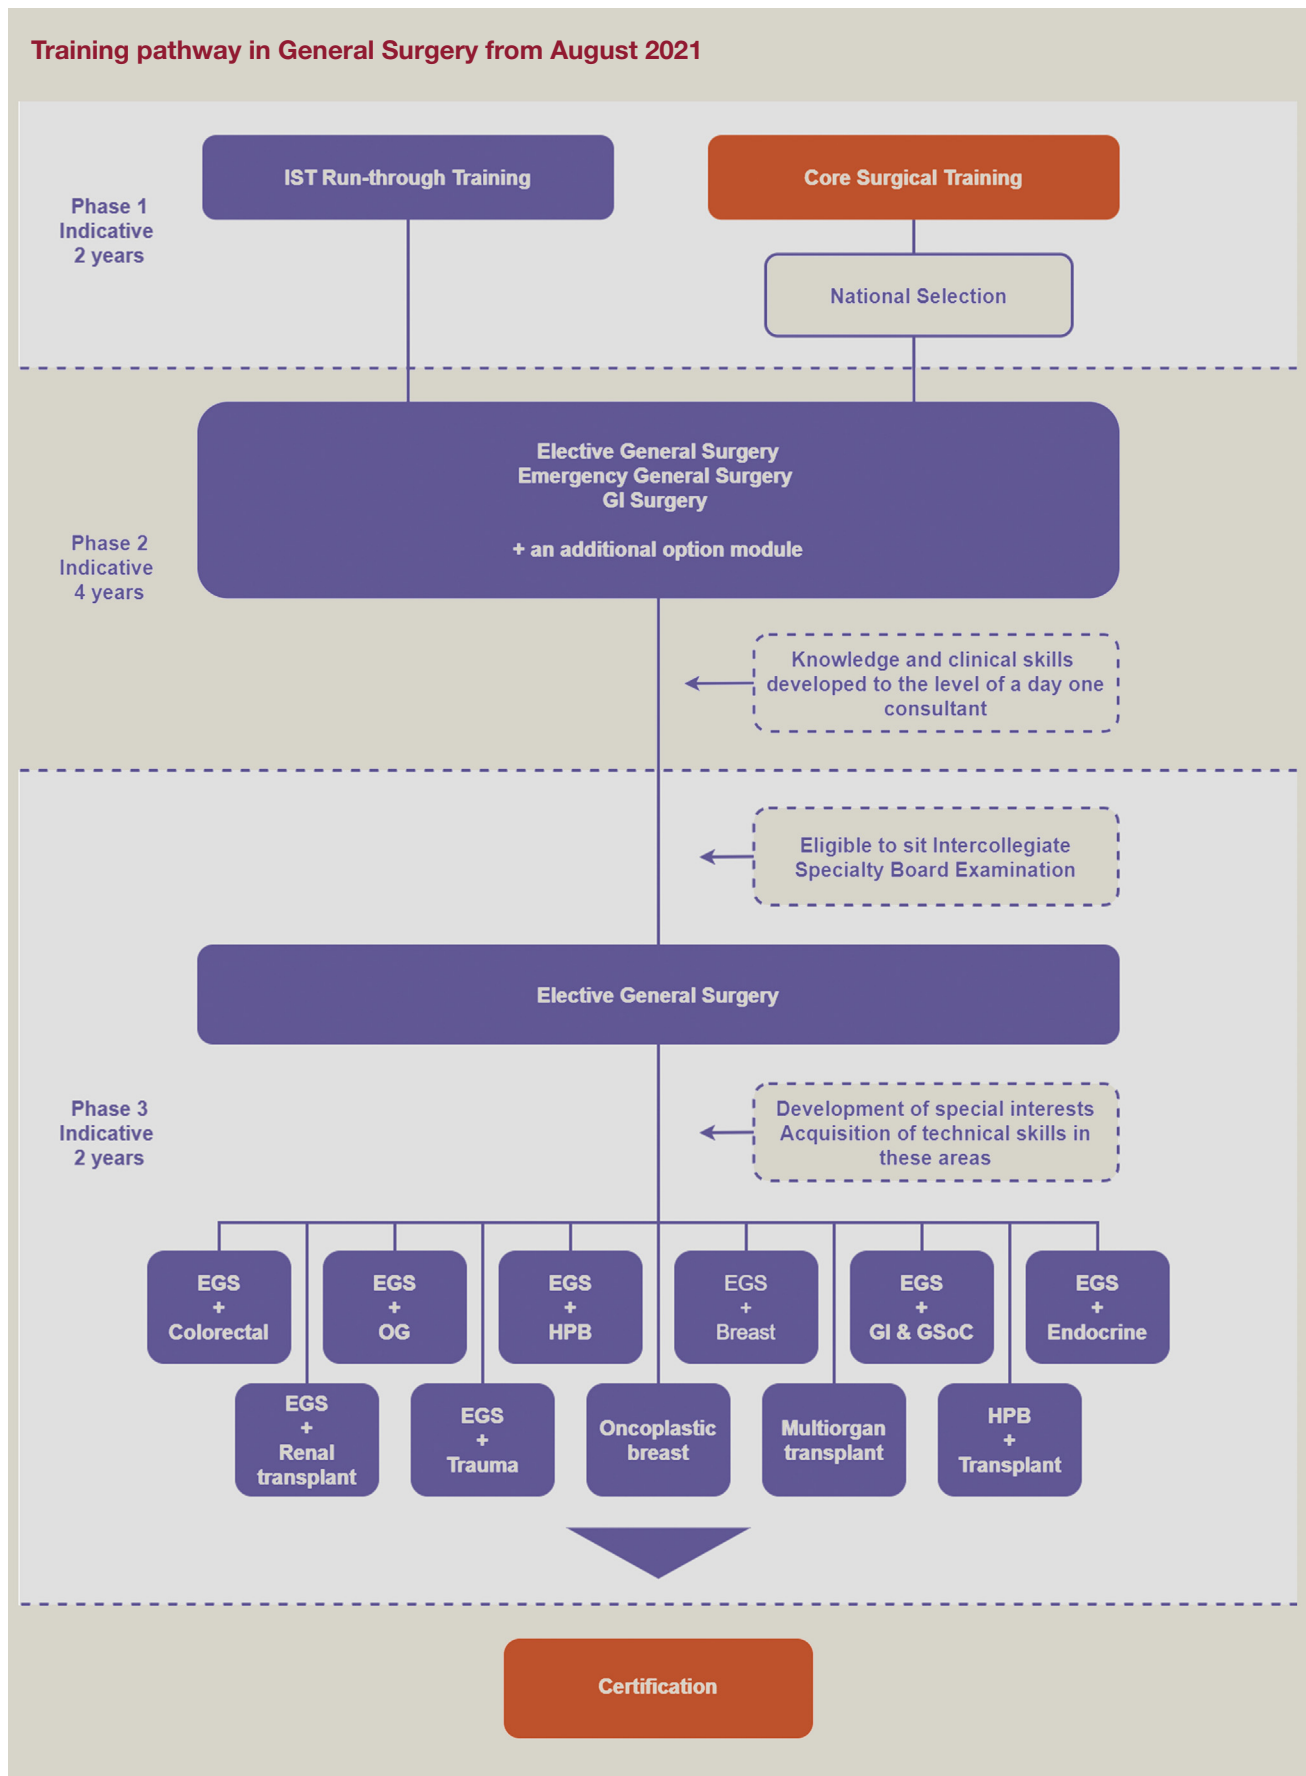 Training pathway in General Surgery from August 2021
IST Run-through Training
Core Surgical Training
Phase 1
Indicative
2 years
National Selection
Elective General Surgery
Emergency General Surgery
GI Surgery
+ an additional option module
Phase 2
Indicative
4 years
Knowledge and clinical skills
developed to the level of a day one
consultant
Eligible to sit Intercollegiate
Specialty Board Examination
Elective General Surgery
Phase 3
Indicative
2 years
Development of special interests
Acquisition of technical skills in
these areas
EGS
+
Colorectal
EGS
+
OG
EGS
+
HPB
EGS
+
Breast
EGS
+
GI & GSoC
EGS
+
Endocrine
EGS
+
Renal
transplant
EGS
+
Trauma
Oncoplastic
breast
Multiorgan
transplant
HPB
+
Transplant
Certification